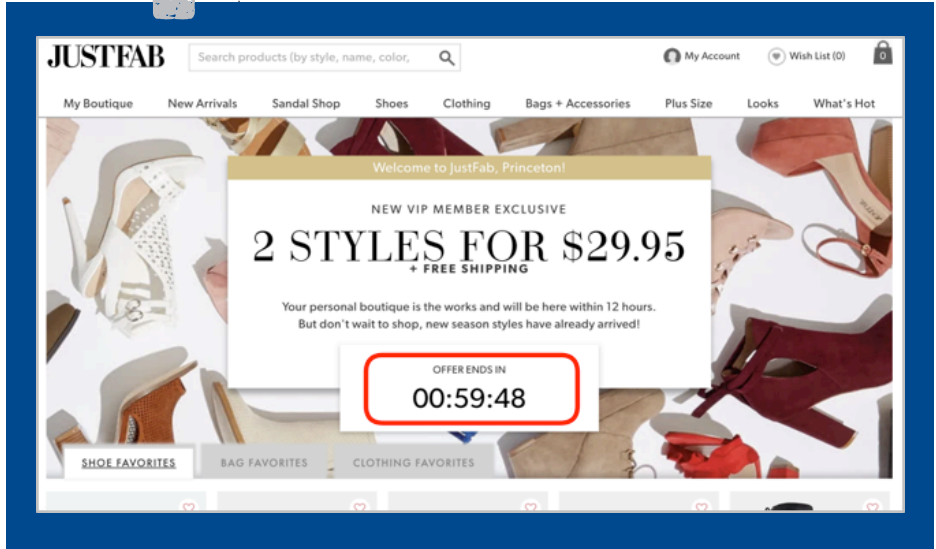 JUSTFAB
Search products (by style, name, color,
My Account
Wish List (0)
0
My Boutique New Arrivals Sandal Shop Shoes Clothing Bags + Accessories Plus Size Looks What's Hot
Welcome to JustFab, Princeton!
NEW VIP MEMBER EXCLUSIVE
2 STYLES FOR $29.95
+ FREE SHIPPING
Your personal boutique is the works and will be here within 12 hours.
But don't wait to shop, new season styles have already arrived!
OFFER ENDS IN
00:59:48
SHOE FAVORITES BAG FAVORITES CLOTHING FAVORITES